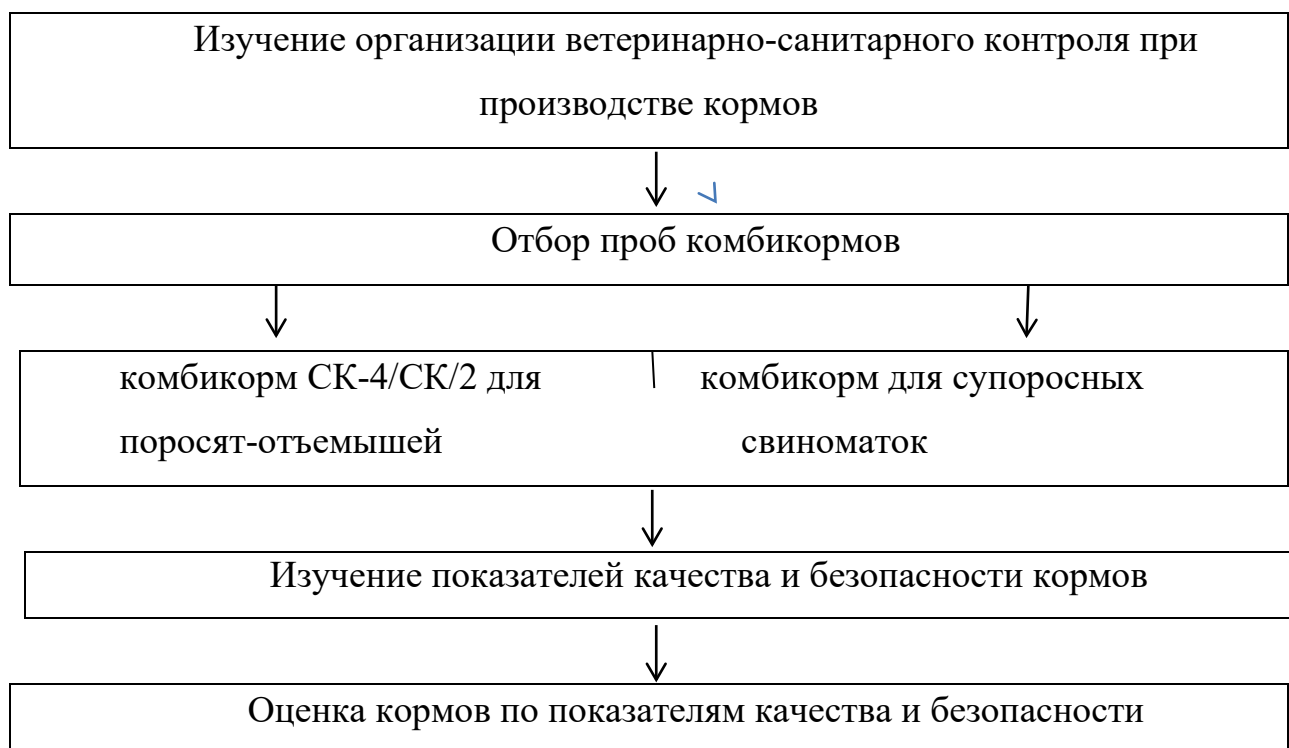 Изучение организации ветеринарно-санитарного контроля при
производстве кормов
Отбор проб комбикормов
комбикорм СК-4/СК/2 для
поросят-отъемышей
комбикорм для супоросных
свиноматок
Изучение показателей качества и безопасности кормов
Оценка кормов по показателям качества и безопасности